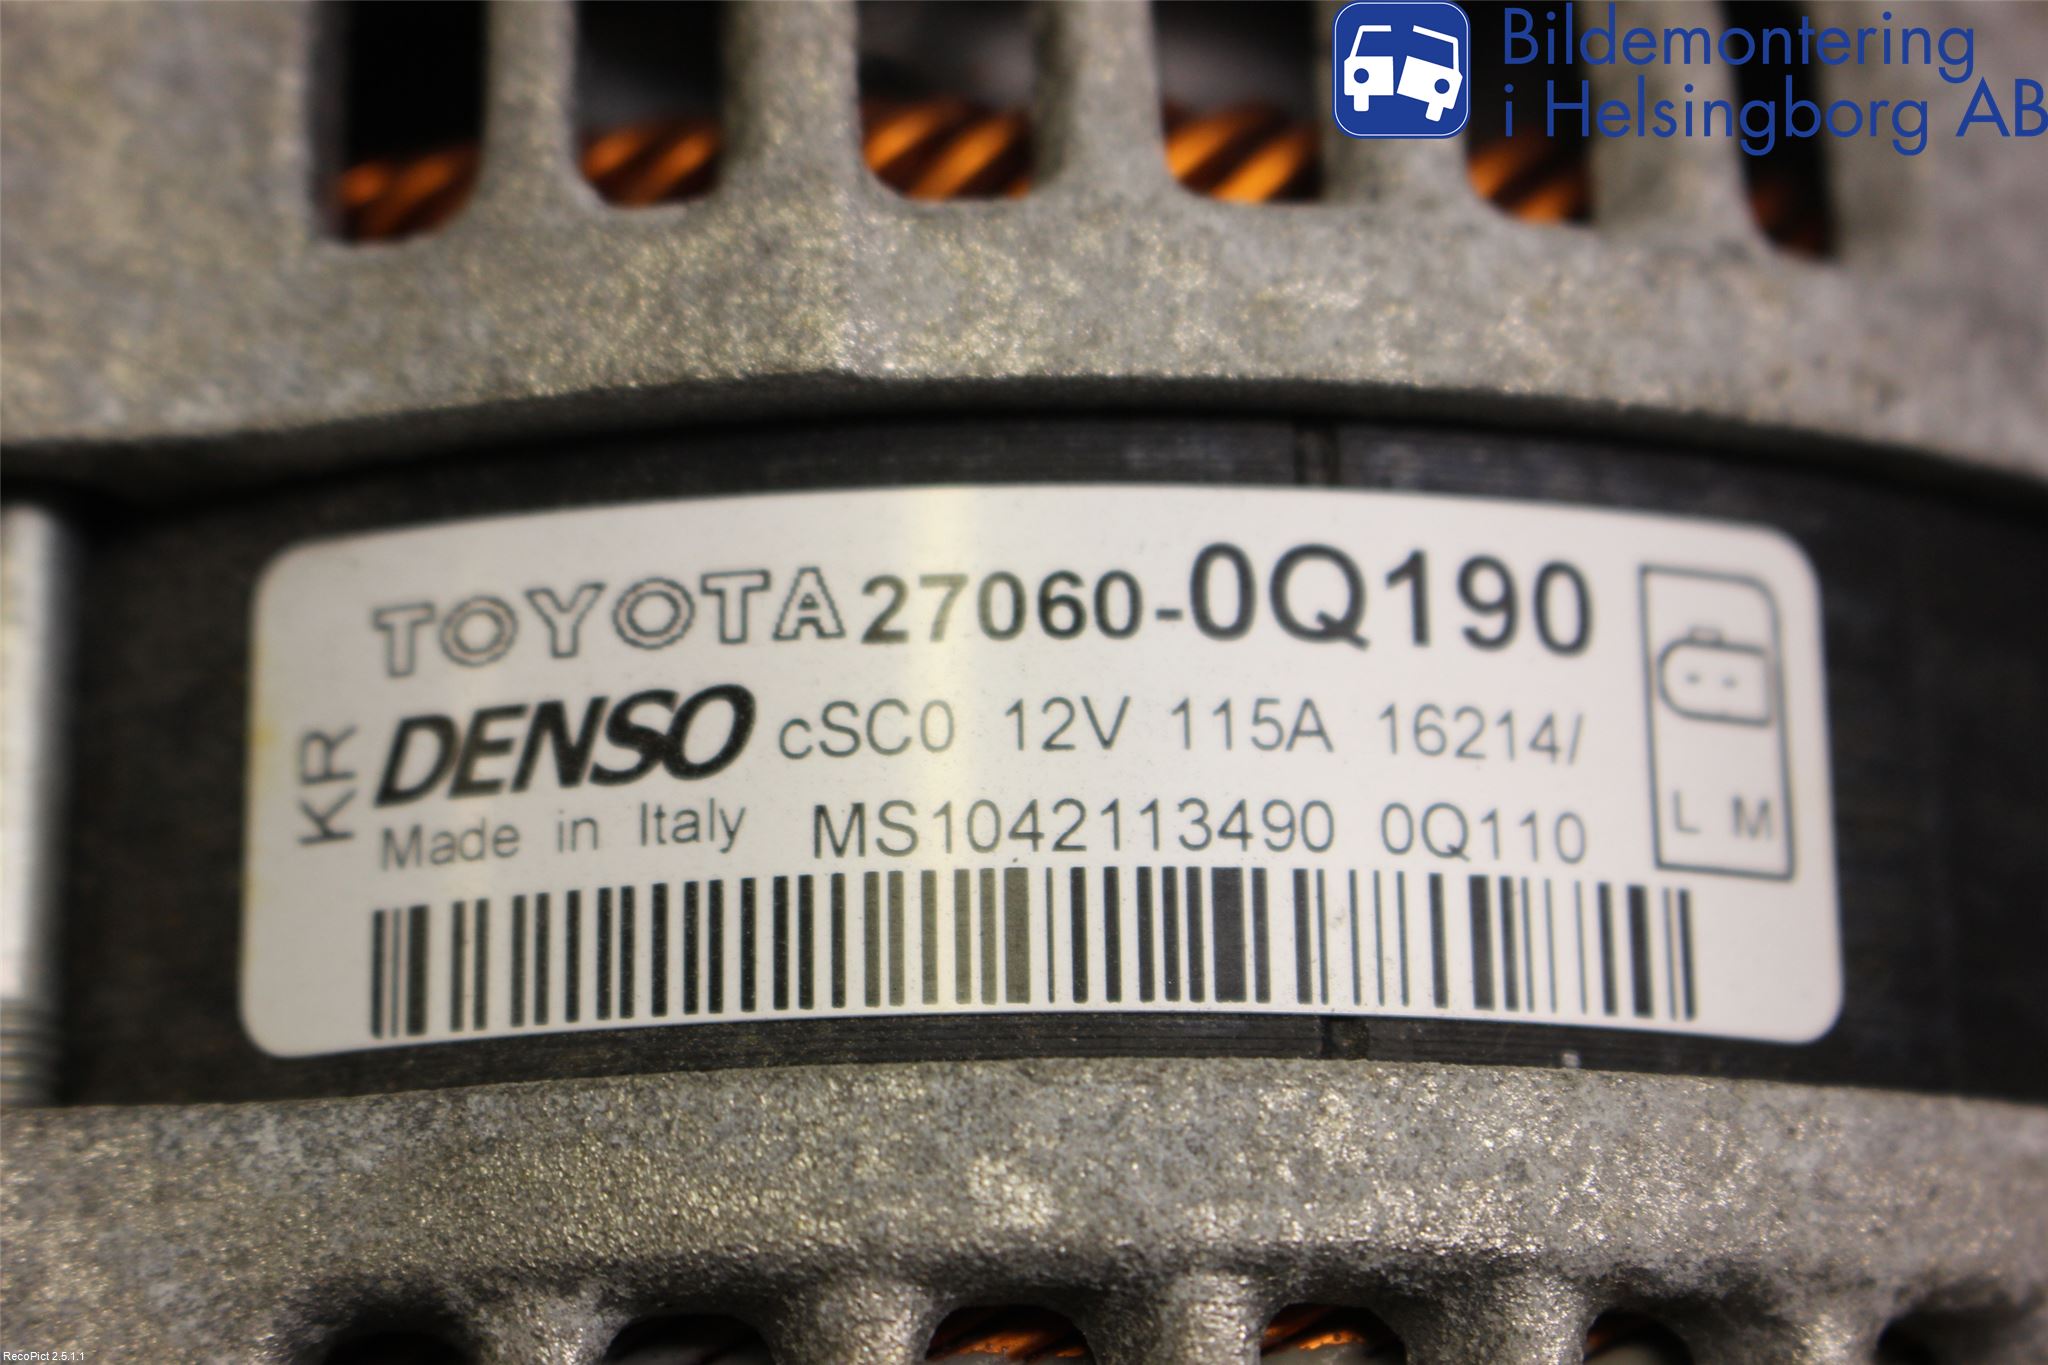 Bildemontering
i Helsingborg AB
TOYOTA 27060-0Q190
KR
DENSO cSC0 12V 115A 16214/
Made in Italy MS1042113490 0Q110
L M
RecoPict 2.5.1.1